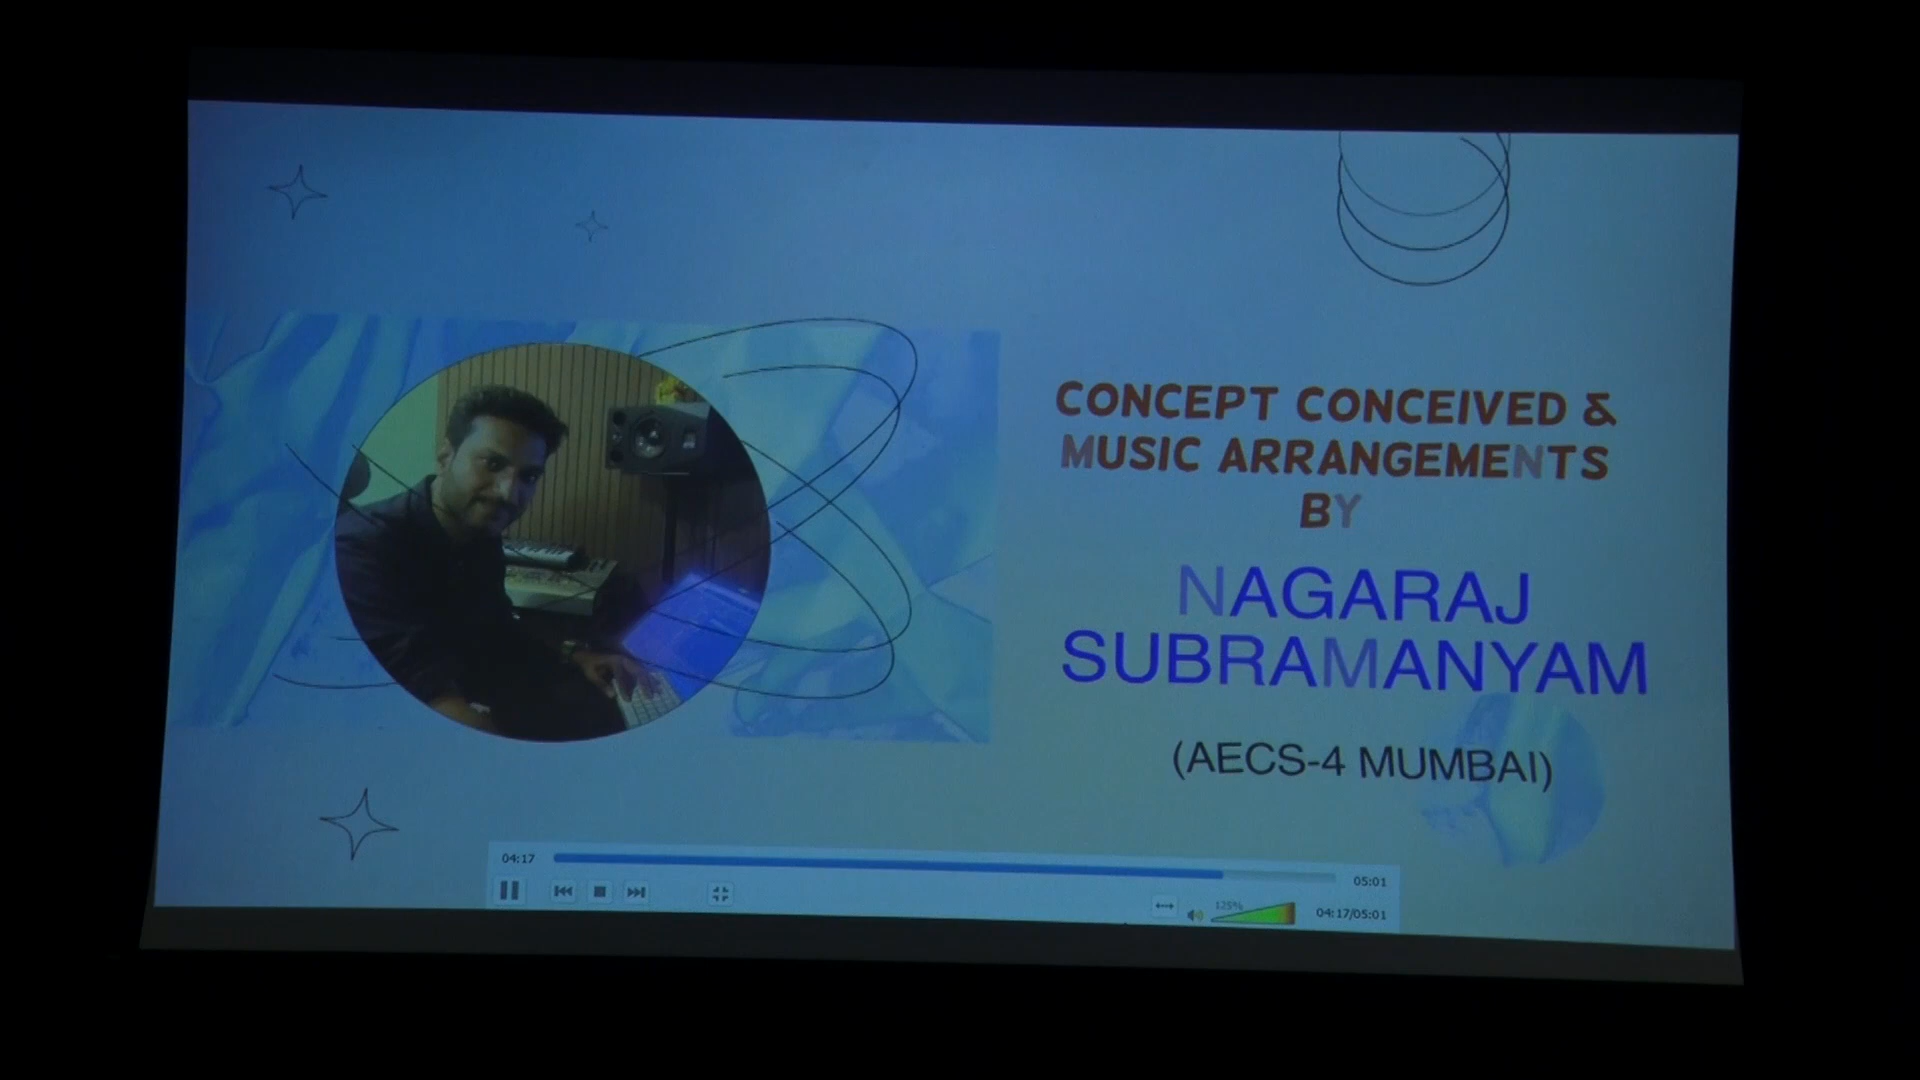 CONCEPT CONCEIVED &
MUSIC ARRANGEMENTS
BY
NAGARAJ
SUBRAMANYAM
(AECS-4 MUMBAI)
04:17
05:01
125%
04:17/05:01